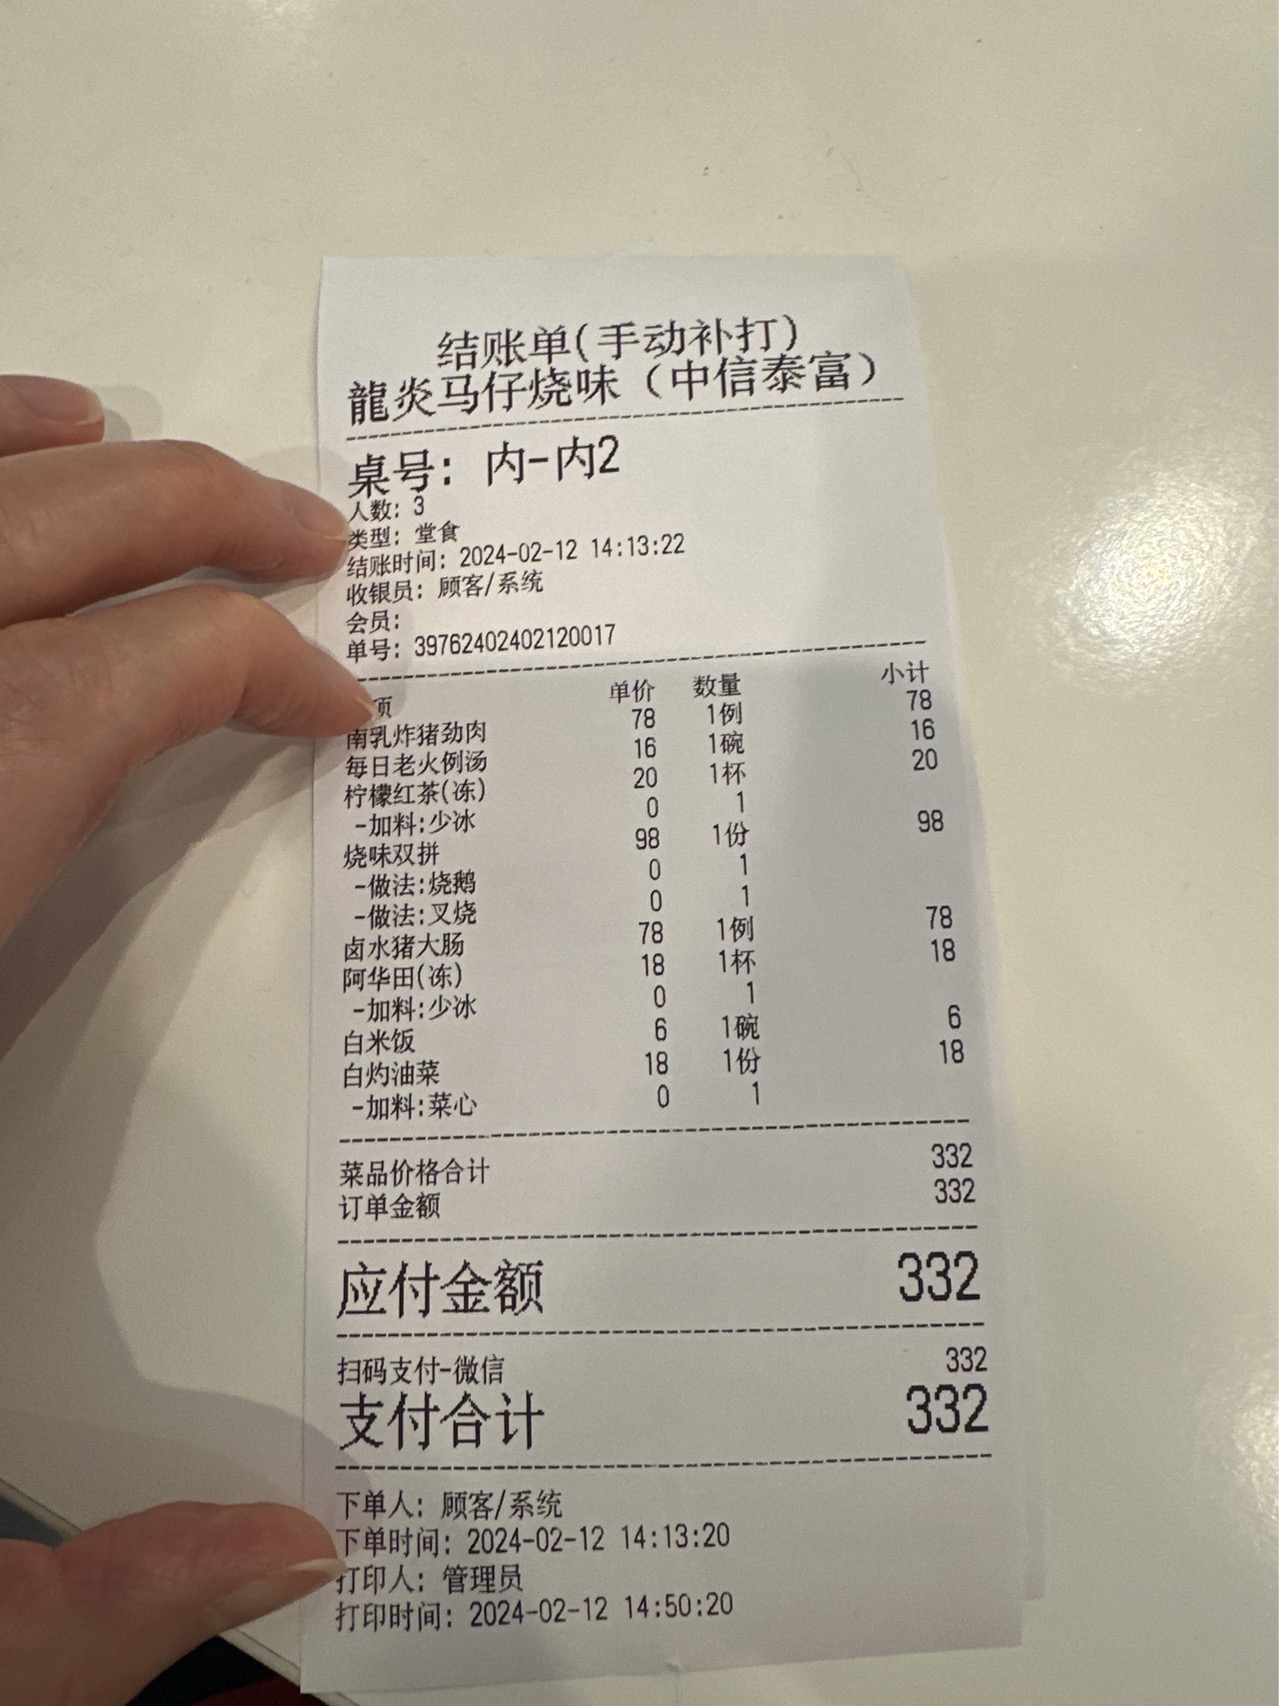 结账单(手动补打)
龍炎马仔烧味（中信泰富）
桌号: 内-内2
人数: 3
类型: 堂食
结账时间: 2024-02-12 14:13:22
收银员: 顾客/系统
会员:
单号: 39762402402120017
项 单价 数量 小计
南乳炸猪劲肉 78 1例 78
每日老火例汤 16 1碗 16
柠檬红茶(冻) 20 1杯 20
-加料:少冰 0 1
烧味双拼 98 1份 98
-做法:烧鹅 0 1
-做法:叉烧 0 1
卤水猪大肠 78 1例 78
阿华田(冻) 18 1杯 18
-加料:少冰 0 1
白米饭 6 1碗 6
白灼油菜 18 1份 18
-加料:菜心 0 1
菜品价格合计 332
订单金额 332
应付金额 332
扫码支付-微信 332
支付合计 332
下单人: 顾客/系统
下单时间: 2024-02-12 14:13:20
打印人: 管理员
打印时间: 2024-02-12 14:50:20